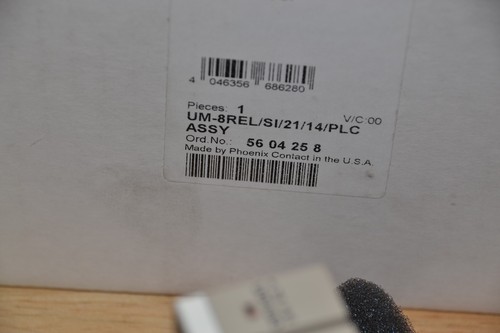 4 046356 686280
Pieces: 1
V/C:00
UM-8REL/SI/21/14/PLC
ASSY
Ord.No.: 56 04 25 8
Made by Phoenix Contact in the U.S.A.